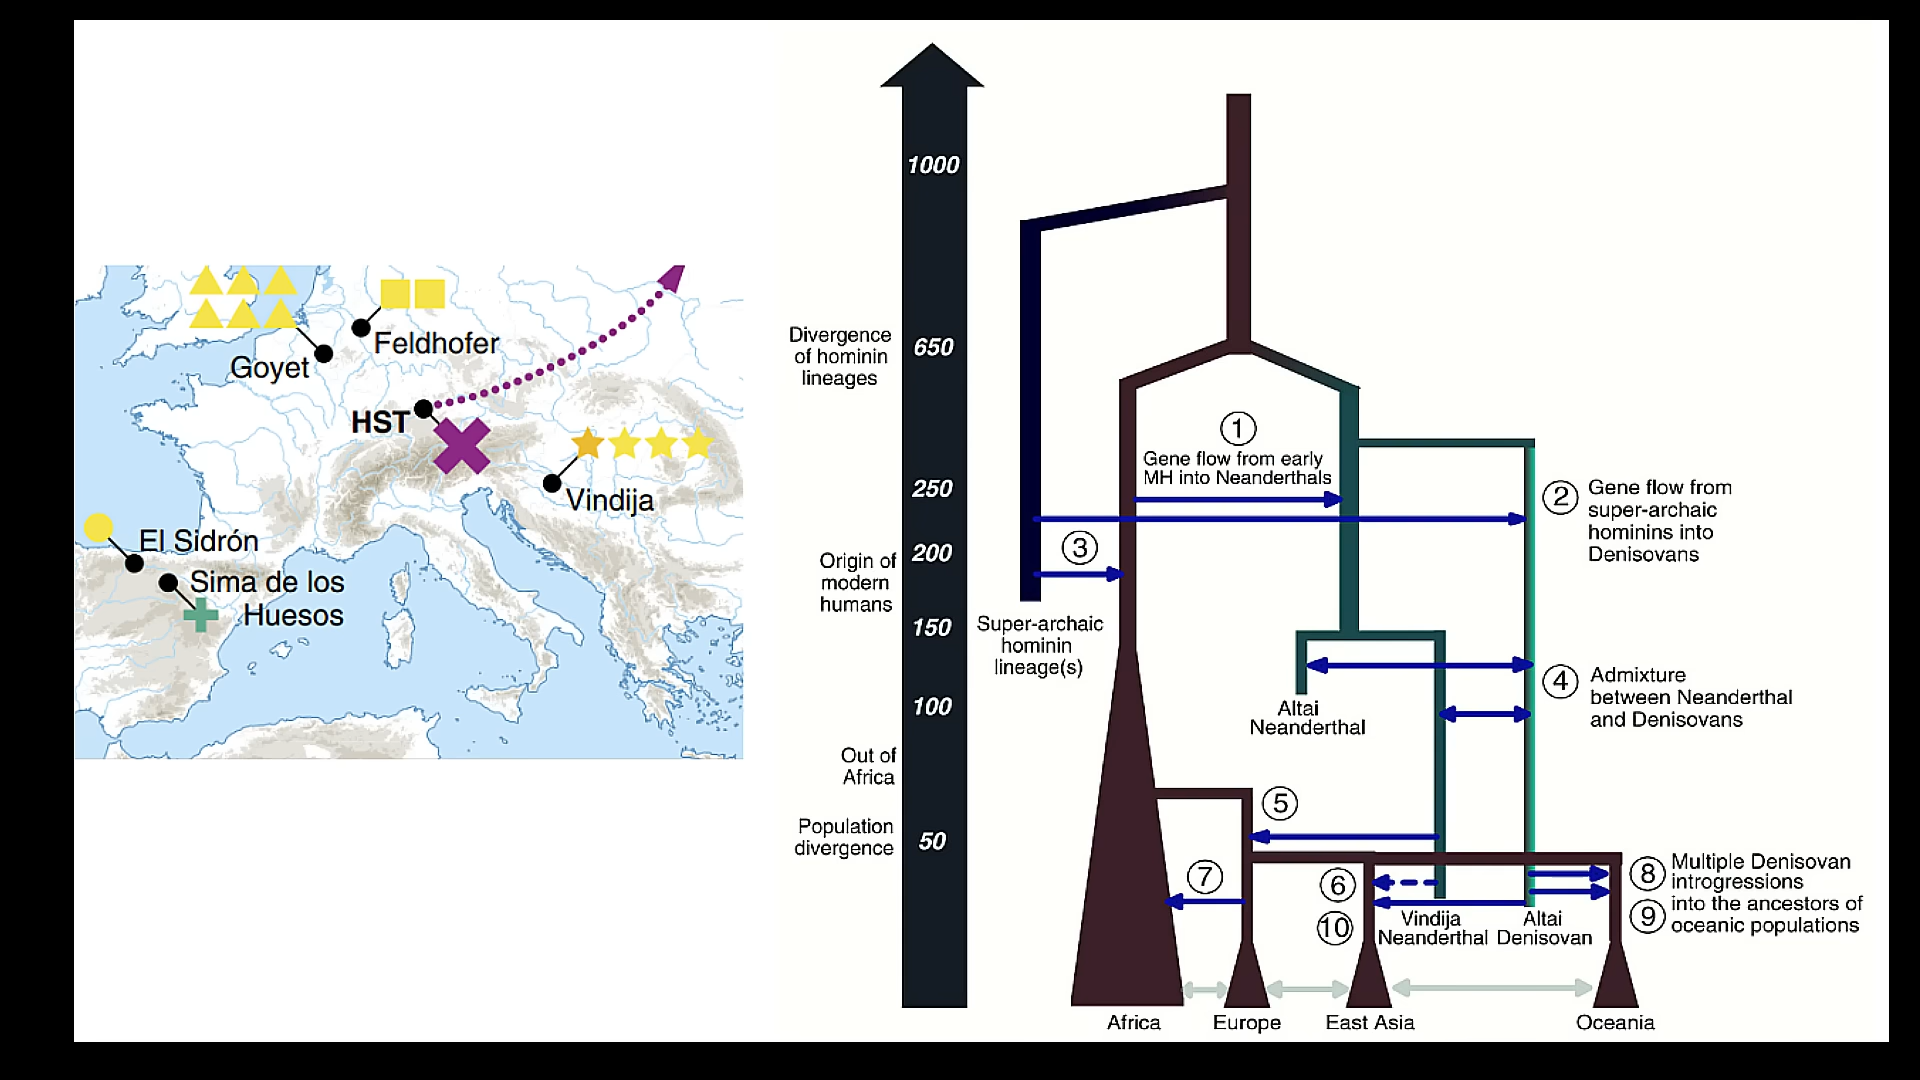 Feldhofer
Goyet
HST
Vindija
El Sidrón
Sima de los
Huesos
1000
Divergence
of hominin
lineages
650
250
Origin of
modern
humans
200
150
100
Out of
Africa
Population
divergence
50
1
Gene flow from early
MH into Neanderthals
2
Gene flow from
super-archaic
hominins into
Denisovans
3
Super-archaic
hominin
lineage(s)
4
Admixture
between Neanderthal
and Denisovans
Altai
Neanderthal
5
7
6
10
Vindija
Neanderthal
Altai
Denisovan
8
9
Multiple Denisovan
introgressions
into the ancestors of
oceanic populations
Africa
Europe
East Asia
Oceania